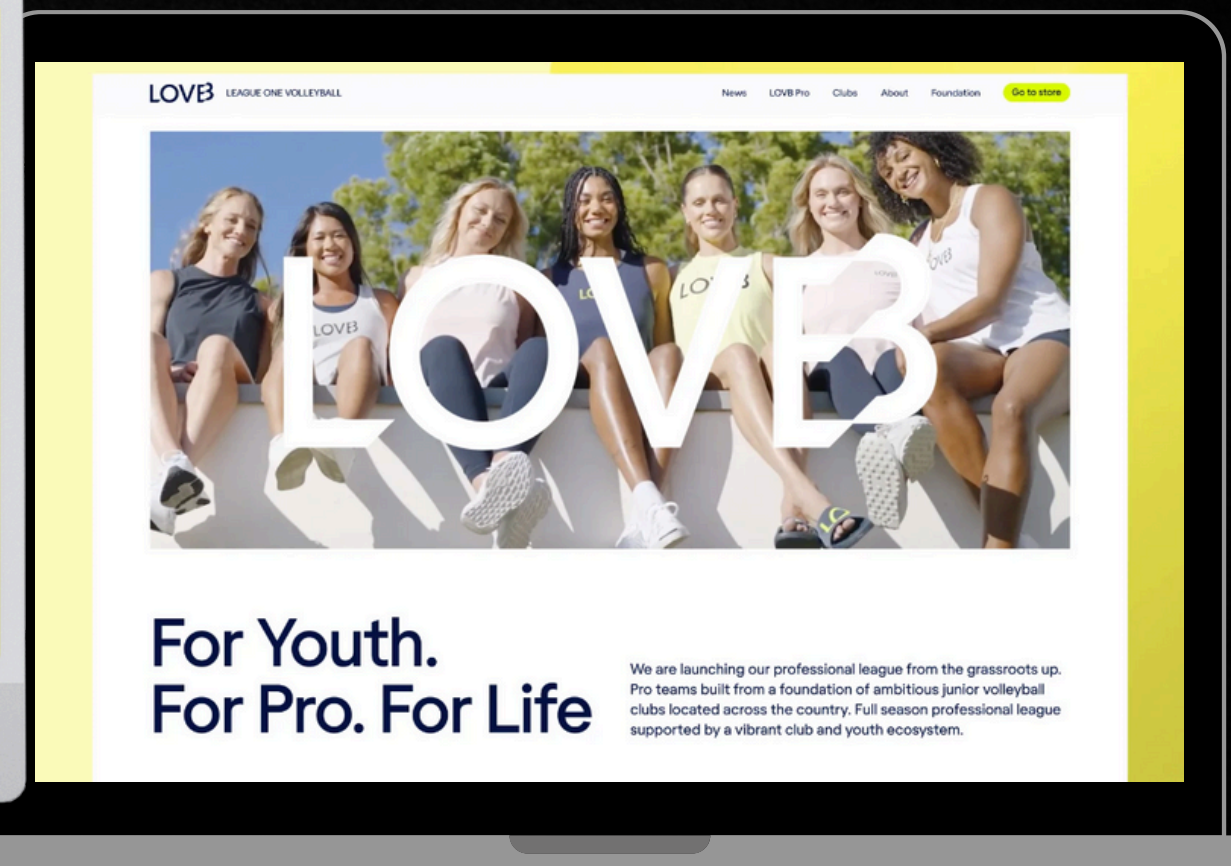 LOVB LEAGUE ONE VOLLEYBALL News LOVB Pro Clubs About Foundation Go to store
LOVB
LOVB
LOVB
LOVB
For Youth.
For Pro. For Life
We are launching our professional league from the grassroots up.
Pro teams built from a foundation of ambitious junior volleyball
clubs located across the country. Full season professional league
supported by a vibrant club and youth ecosystem.